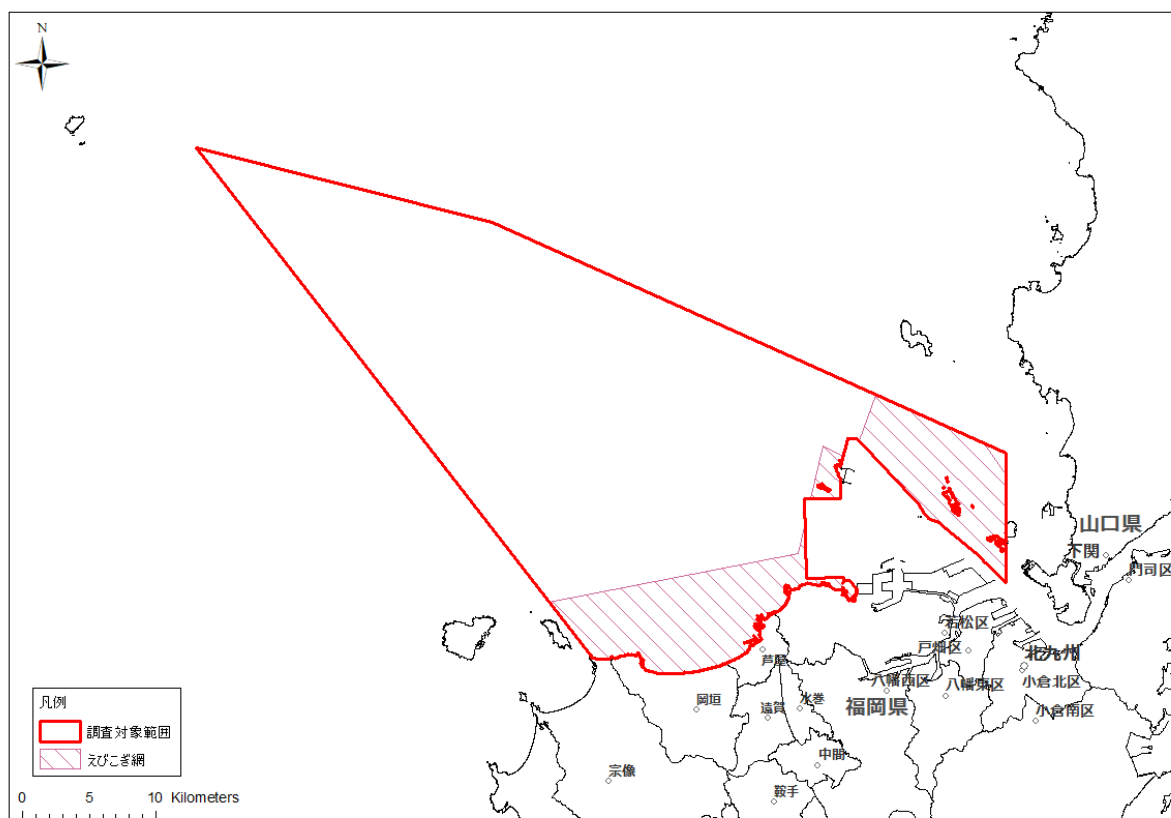 N
山口県
下関
門司区
若松区
戸畑区
北九州
芦屋
小倉北区
八幡西区
八幡東区
岡垣
遠賀
水巻
福岡県
小倉南区
中間
宗像
鞍手
凡例
調査対象範囲
えびこぎ網
0 5 10 Kilometers